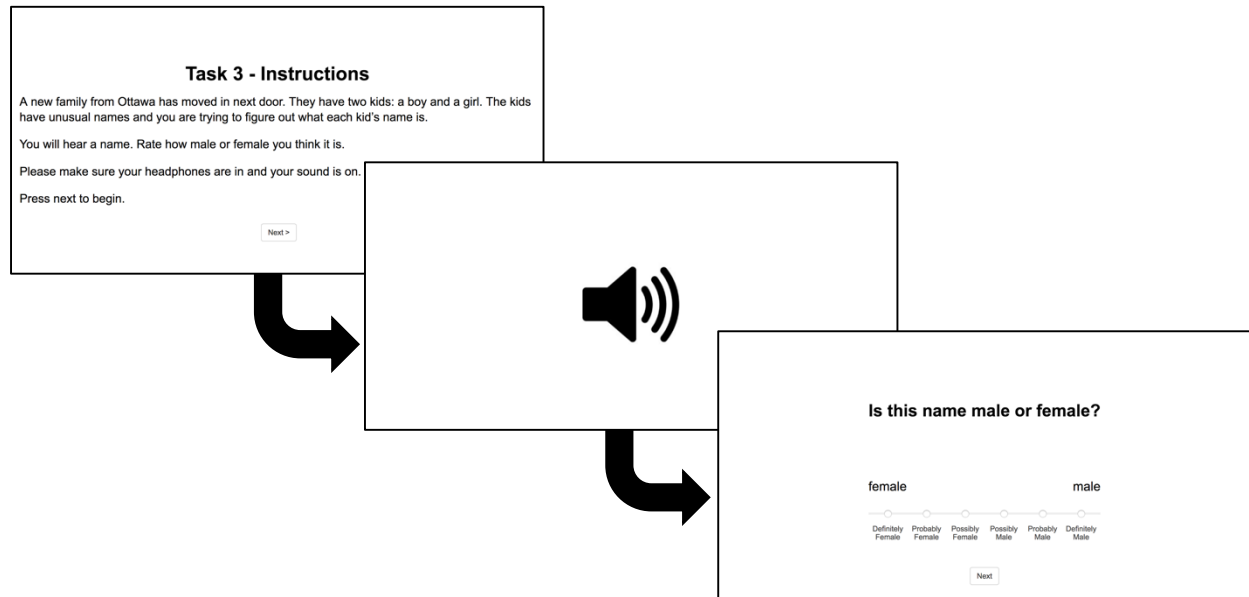 Task 3 - Instructions
A new family from Ottawa has moved in next door. They have two kids: a boy and a girl. The kids
have unusual names and you are trying to figure out what each kid's name is.
You will hear a name. Rate how male or female you think it is.
Please make sure your headphones are in and your sound is on.
Press next to begin.
Next >
Is this name male or female?
female male
Definitely Probably Possibly Possibly Probably Definitely
Female Female Female Male Male Male
Next